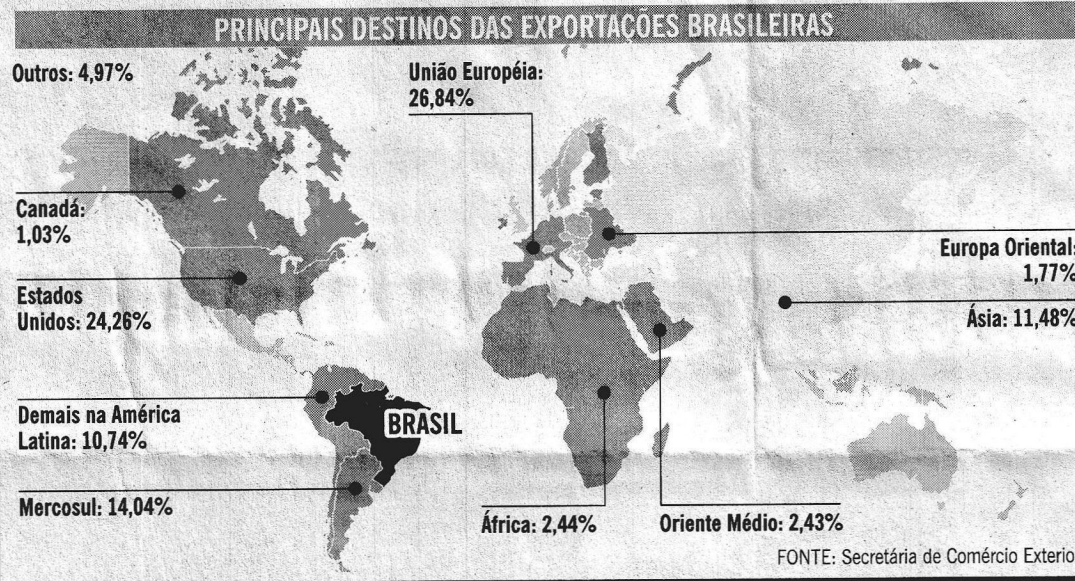 PRINCIPAIS DESTINOS DAS EXPORTAÇÕES BRASILEIRAS
Outros: 4,97%
União Européia:
26,84%
Canadá:
1,03%
Europa Oriental:
1,77%
Estados
Unidos: 24,26%
Ásia: 11,48%
Demais na América
Latina: 10,74%
BRASIL
Mercosul: 14,04%
África: 2,44%
Oriente Médio: 2,43%
FONTE: Secretária de Comércio Exterio